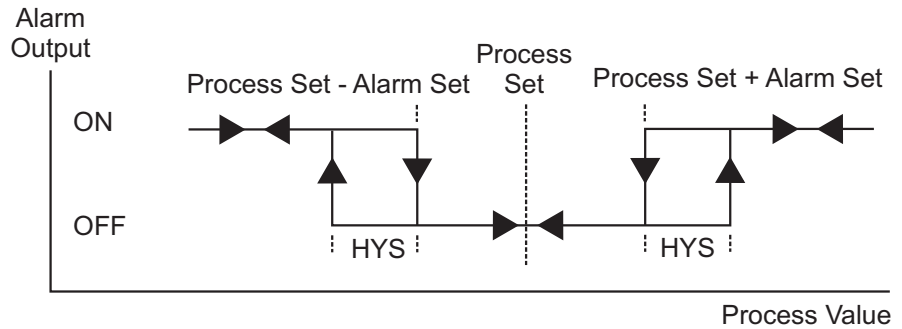 Alarm
Output
Process
Set
Process Set - Alarm Set
Process Set + Alarm Set
ON
OFF
HYS
HYS
Process Value